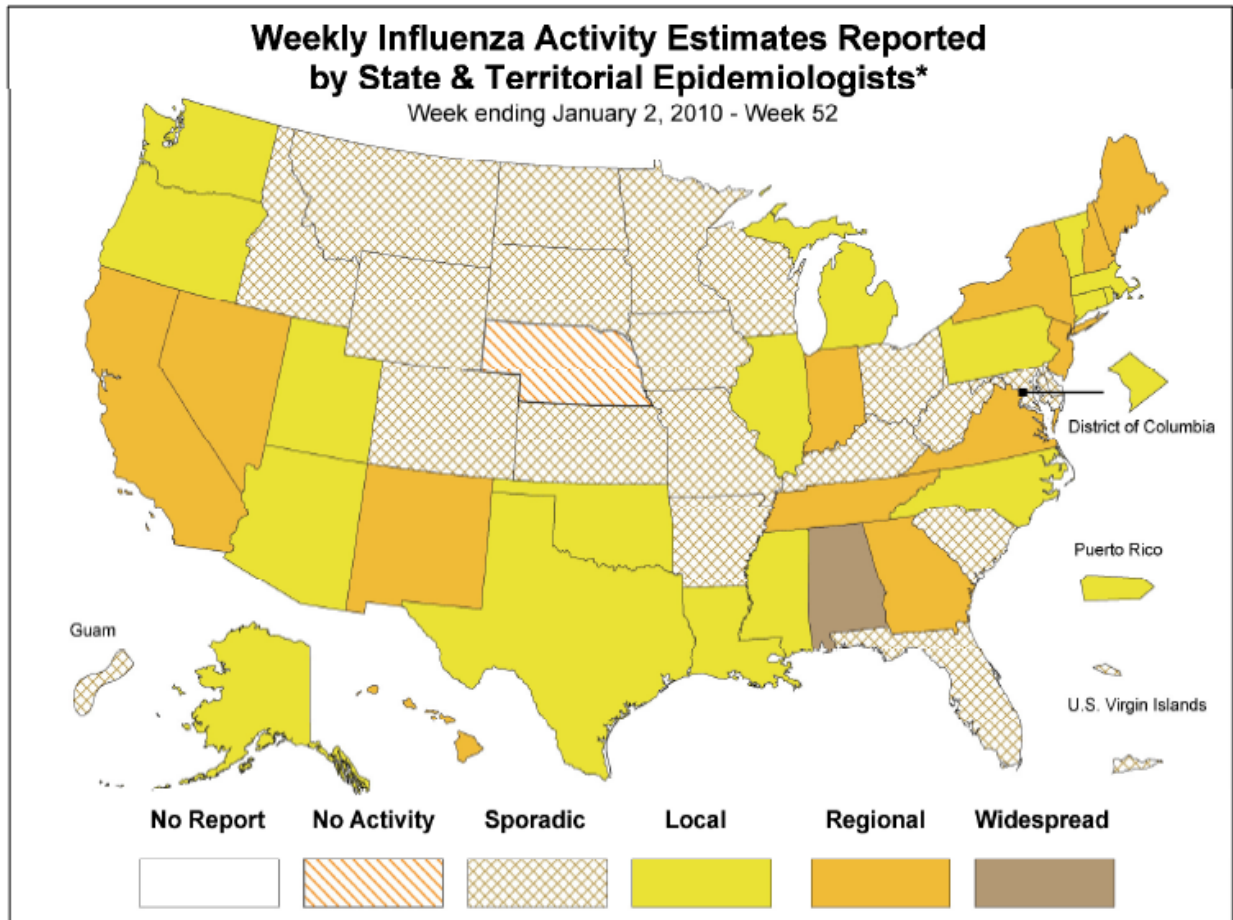 Weekly Influenza Activity Estimates Reported
by State & Territorial Epidemiologists*
Week ending January 2, 2010 - Week 52
District of Columbia
Puerto Rico
Guam
U.S. Virgin Islands
No Report No Activity Sporadic Local Regional Widespread